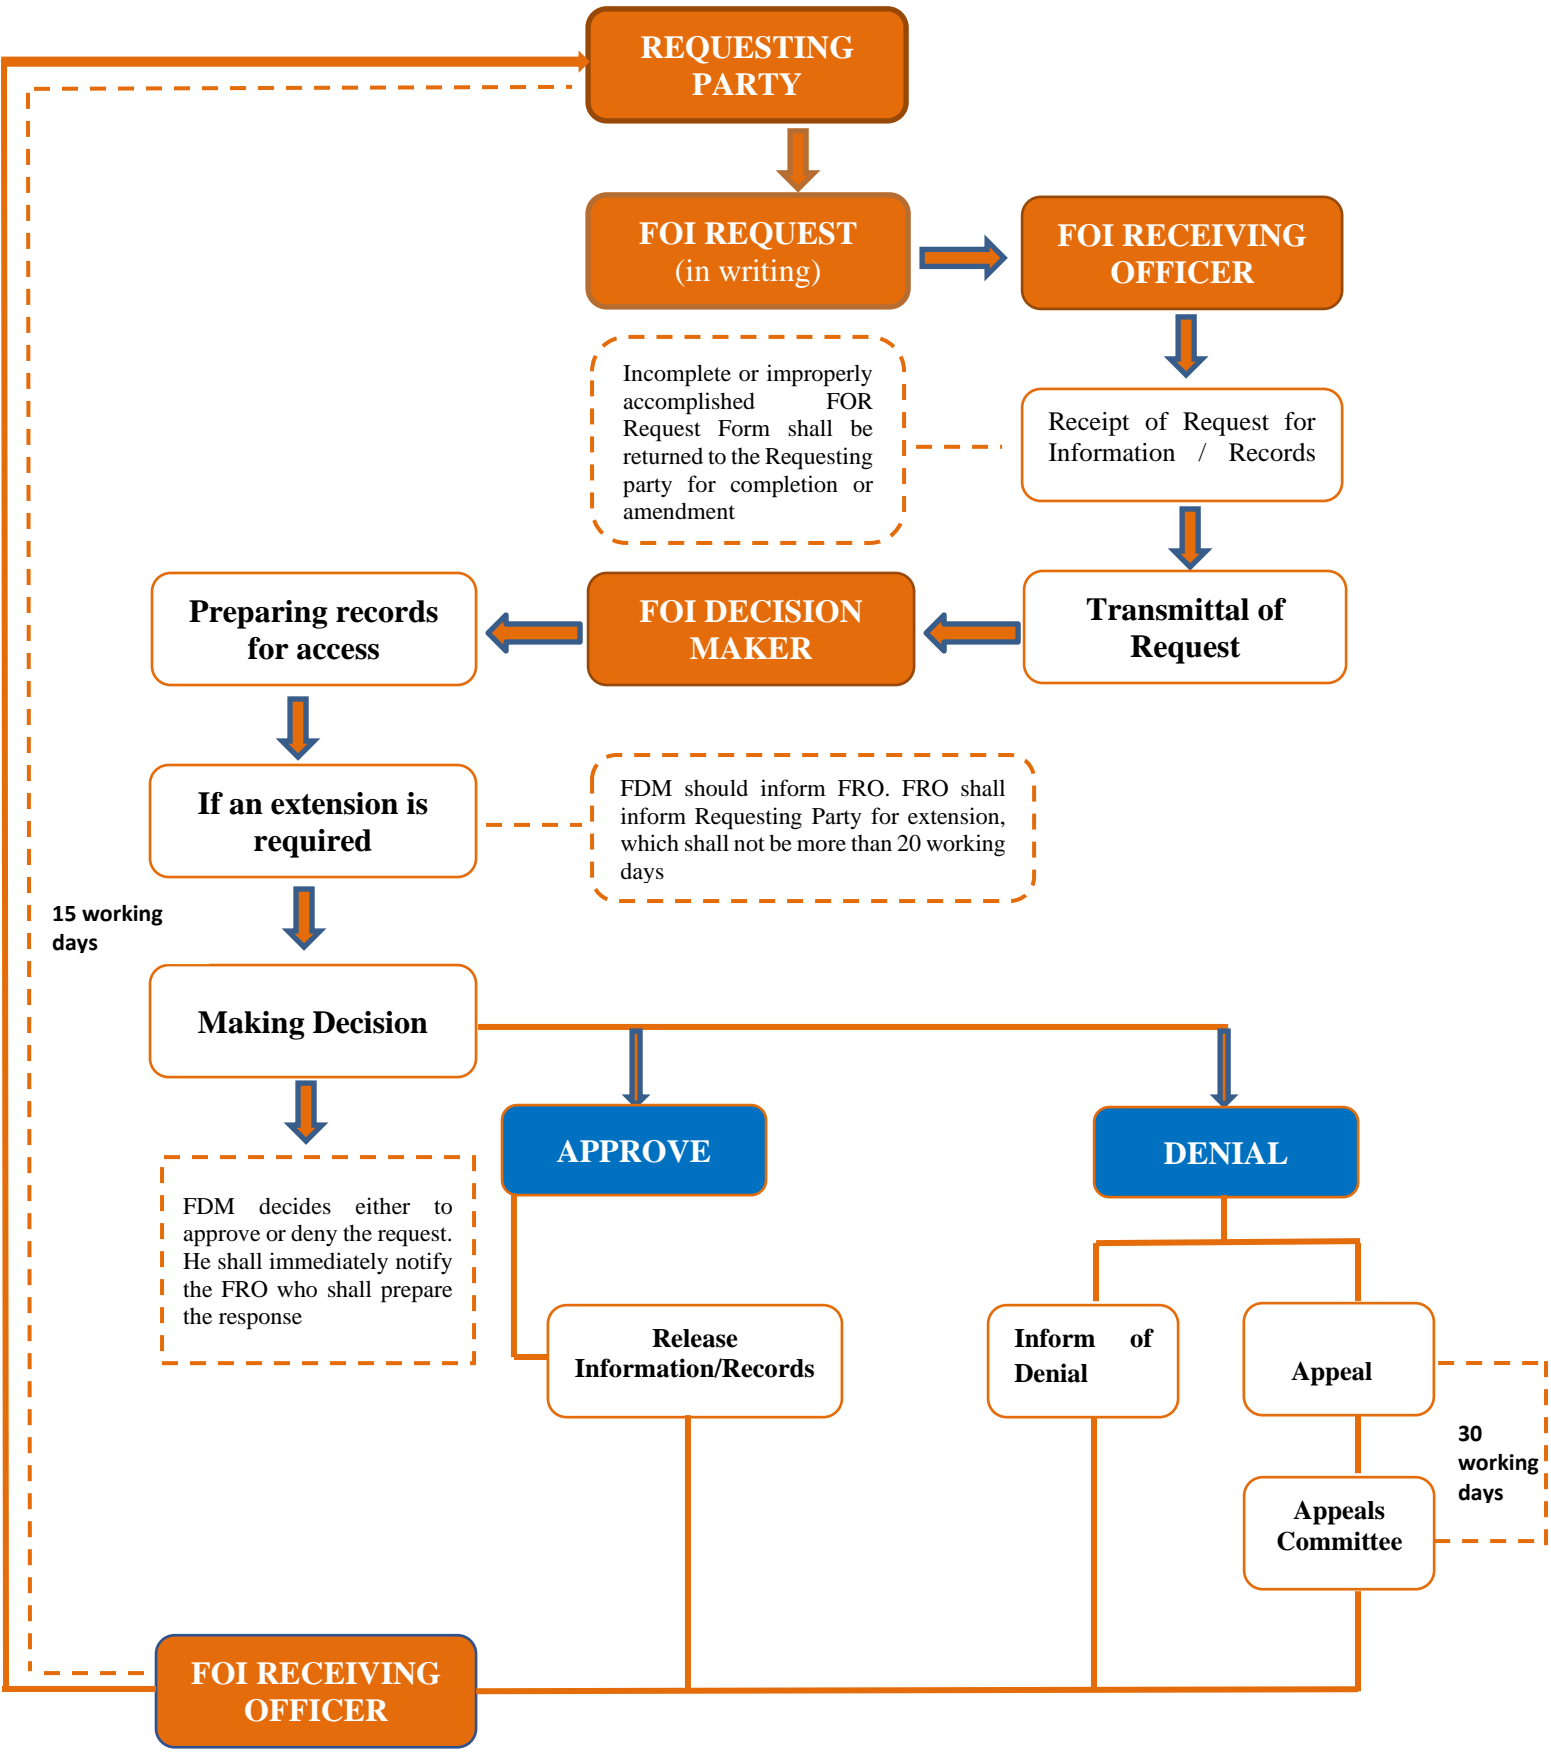 REQUESTING
PARTY
FOI REQUEST
(in writing)
FOI RECEIVING
OFFICER
Incomplete or improperly
accomplished FOR
Request Form shall be
returned to the Requesting
party for completion or
amendment
Receipt of Request for
Information / Records
Preparing records
for access
FOI DECISION
MAKER
Transmittal of
Request
If an extension is
required
FDM should inform FRO. FRO shall
inform Requesting Party for extension,
which shall not be more than 20 working
days
15 working
days
Making Decision
APPROVE
DENIAL
FDM decides either to
approve or deny the request.
He shall immediately notify
the FRO who shall prepare
the response
Release
Information/Records
Inform of
Denial
Appeal
30
working
days
Appeals
Committee
FOI RECEIVING
OFFICER